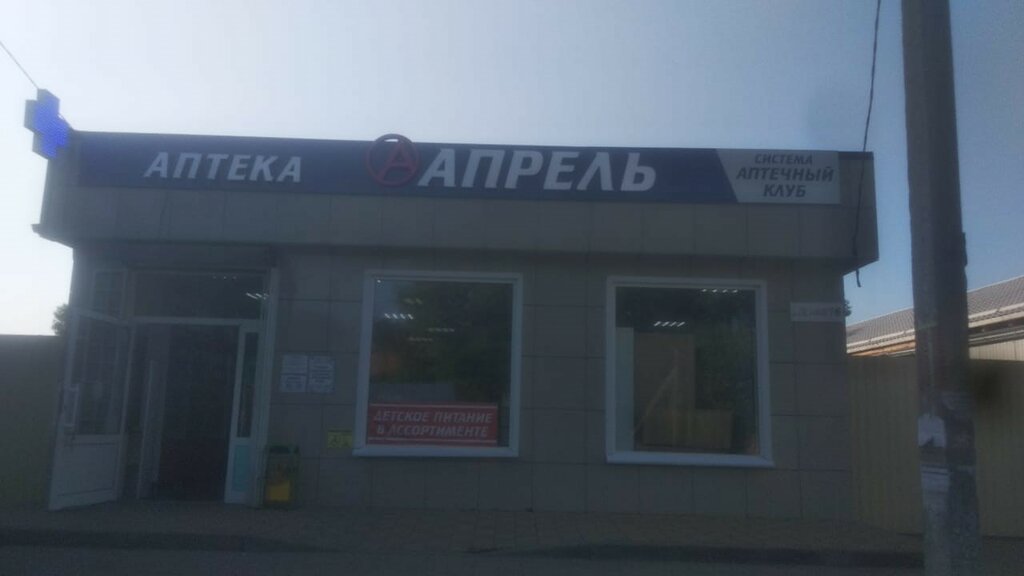 АПТЕКА
АПРЕЛЬ
СИСТЕМА
АПТЕЧНЫЙ
КЛУБ
ДЕТСКОЕ ПИТАНИЕ
В АССОРТИМЕНТЕ